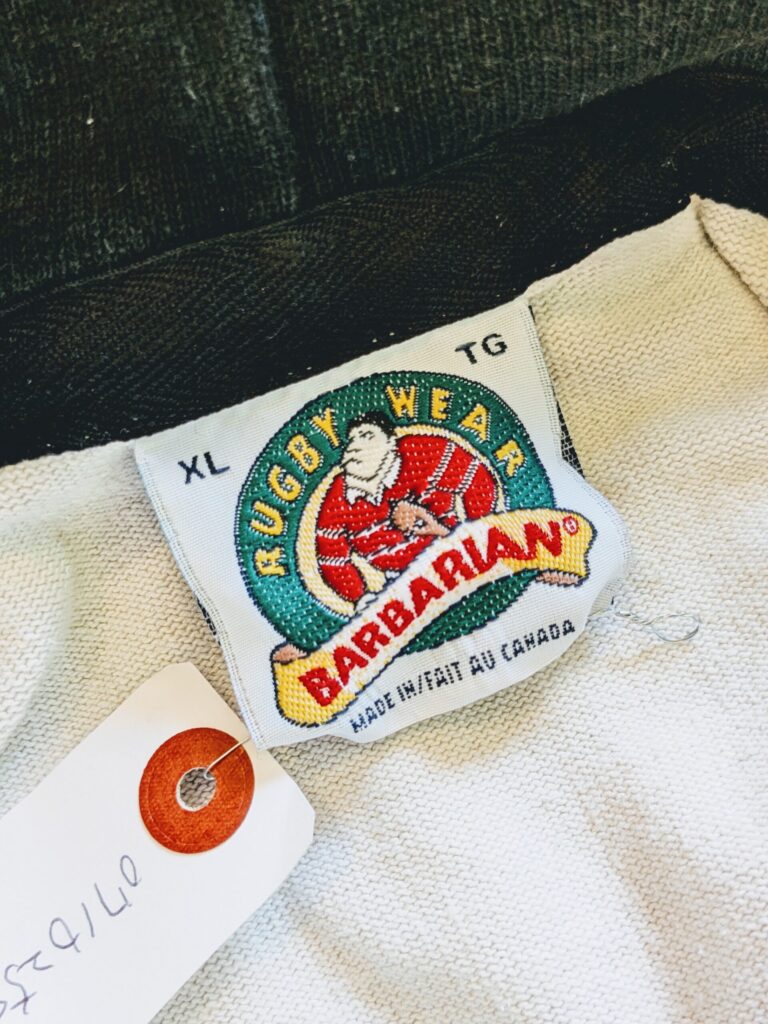 XL
TG
RUGBY WEAR
BARBARIAN®
MADE IN/FAIT AU CANADA